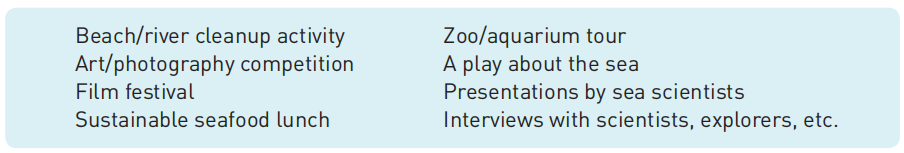 Beach/river cleanup activity
Art/photography competition
Film festival
Sustainable seafood lunch
Zoo/aquarium tour
A play about the sea
Presentations by sea scientists
Interviews with scientists, explorers, etc.